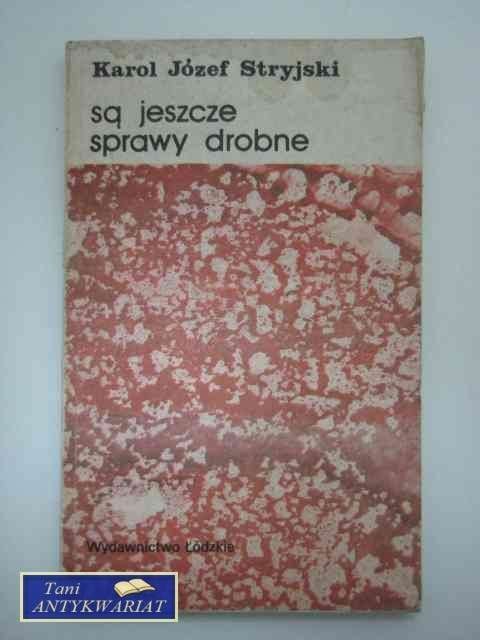 Karol Józef Stryjski
są jeszcze
sprawy drobne
Wydawnictwo Łódzkie
Tani
ANTYKWARIAT